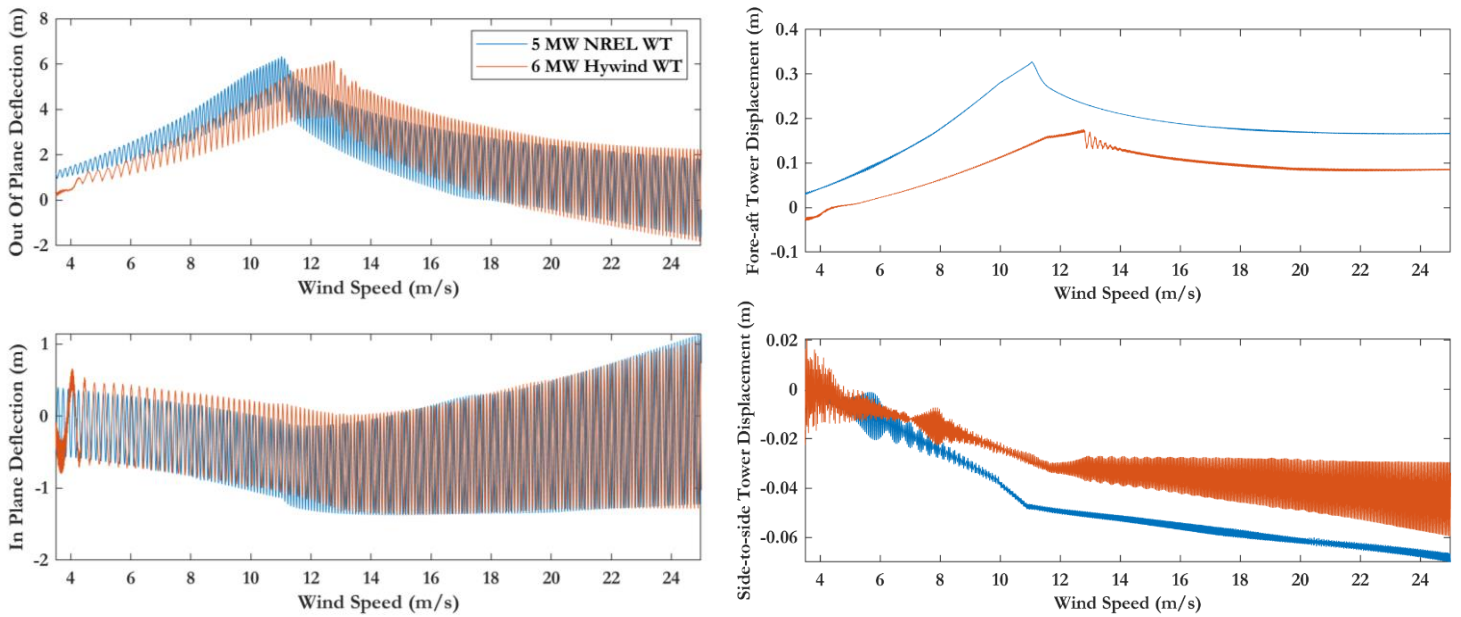 Out Of Plane Deflection (m)
8
6
4
2
0
-2
5 MW NREL WT
6 MW Hywind WT
4 6 8 10 12 14 16 18 20 22 24
Wind Speed (m/s)
Fore-aft Tower Displacement (m)
0.4
0.3
0.2
0.1
0
-0.1
4 6 8 10 12 14 16 18 20 22 24
Wind Speed (m/s)
In Plane Deflection (m)
1
0
-1
-2
4 6 8 10 12 14 16 18 20 22 24
Wind Speed (m/s)
Side-to-side Tower Displacement (m)
0.02
0
-0.02
-0.04
-0.06
4 6 8 10 12 14 16 18 20 22 24
Wind Speed (m/s)